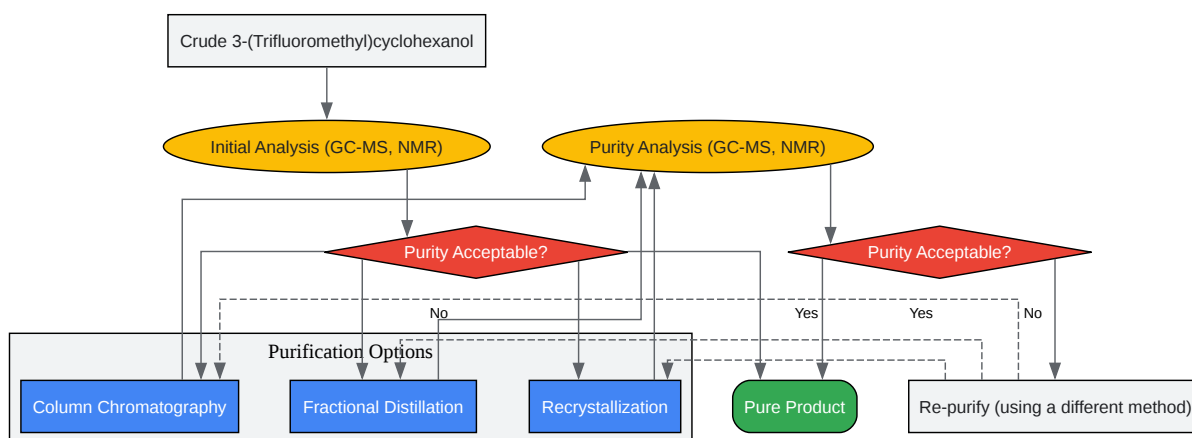 Crude 3-(Trifluoromethyl)cyclohexanol
Initial Analysis (GC-MS, NMR)
Purity Analysis (GC-MS, NMR)
Purity Acceptable?
Purity Acceptable?
No
Yes
Yes
No
Purification Options
Column Chromatography
Fractional Distillation
Recrystallization
Pure Product
Re-purify (using a different method)